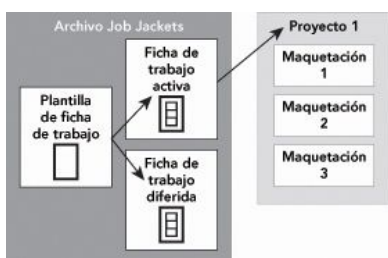 Archivo Job Jackets
Plantilla
de ficha
de trabajo
Ficha de
trabajo
activa
Ficha de
trabajo
diferida
Proyecto 1
Maquetación
1
Maquetación
2
Maquetación
3